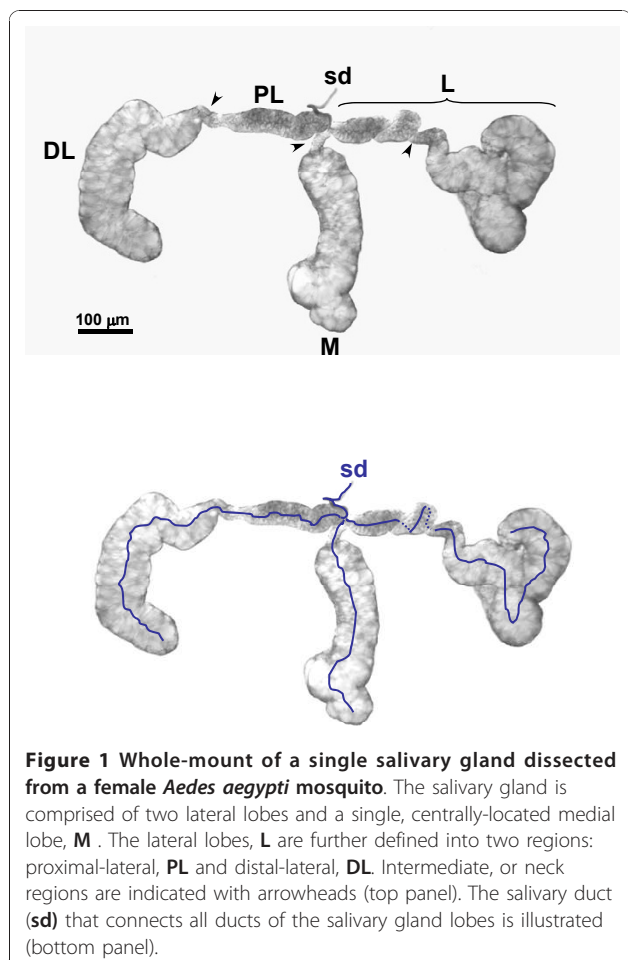 sd
L
PL
DL
100 µm
M
sd
Figure 1 Whole-mount of a single salivary gland dissected
from a female Aedes aegypti mosquito. The salivary gland is
comprised of two lateral lobes and a single, centrally-located medial
lobe, M . The lateral lobes, L are further defined into two regions:
proximal-lateral, PL and distal-lateral, DL. Intermediate, or neck
regions are indicated with arrowheads (top panel). The salivary duct
(sd) that connects all ducts of the salivary gland lobes is illustrated
(bottom panel).